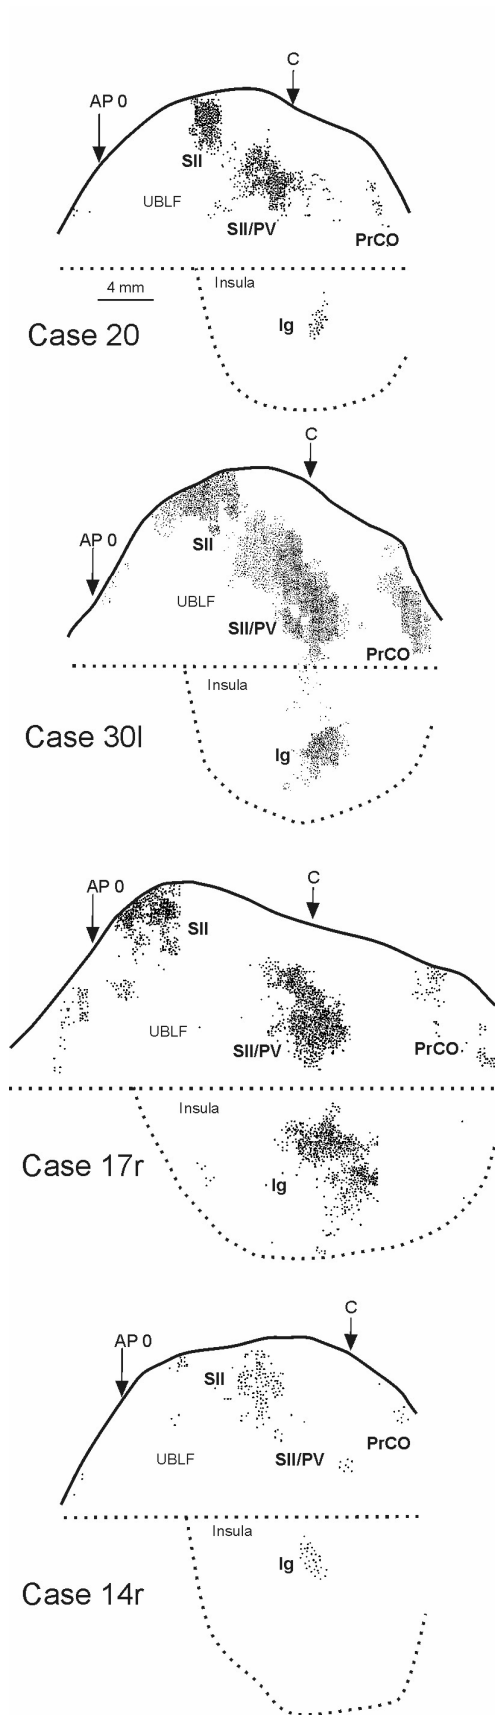 C
AP 0
SII
UBLF
SII/PV
PrCO
4 mm
Insula
Ig
Case 20
C
AP 0
SII
UBLF
SII/PV
PrCO
Insula
Ig
Case 30l
C
AP 0
SII
UBLF
SII/PV
PrCO
Insula
Case 17r
Ig
C
AP 0
SII
PrCO
UBLF
SII/PV
Insula
Ig
Case 14r